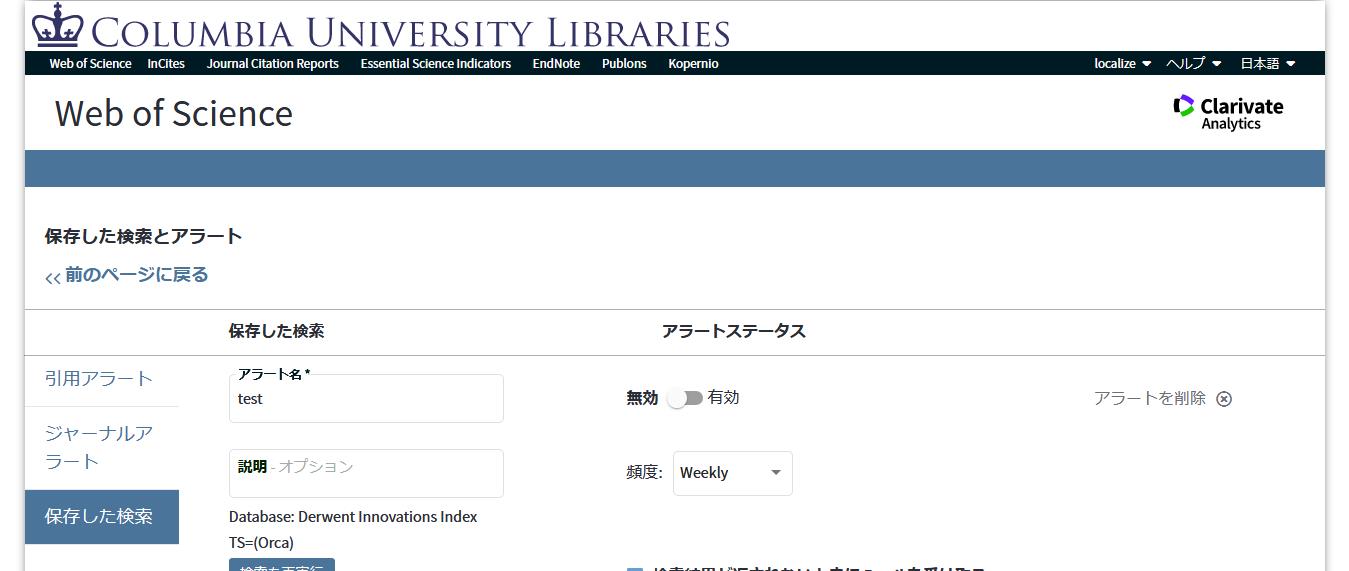 COLUMBIA UNIVERSITY LIBRARIES
Web of Science InCites Journal Citation Reports Essential Science Indicators EndNote Publons Kopernio localize ヘルプ 日本語
Web of Science
Clarivate
Analytics
保存した検索とアラート
<< 前のページに戻る
保存した検索 アラートステータス
引用アラート
ジャーナルア
ラート
保存した検索
アラート名 *
test
無効 有効
アラートを削除
説明 - オプション
頻度: Weekly
Database: Derwent Innovations Index
TS=(Orca)
検索を再実行